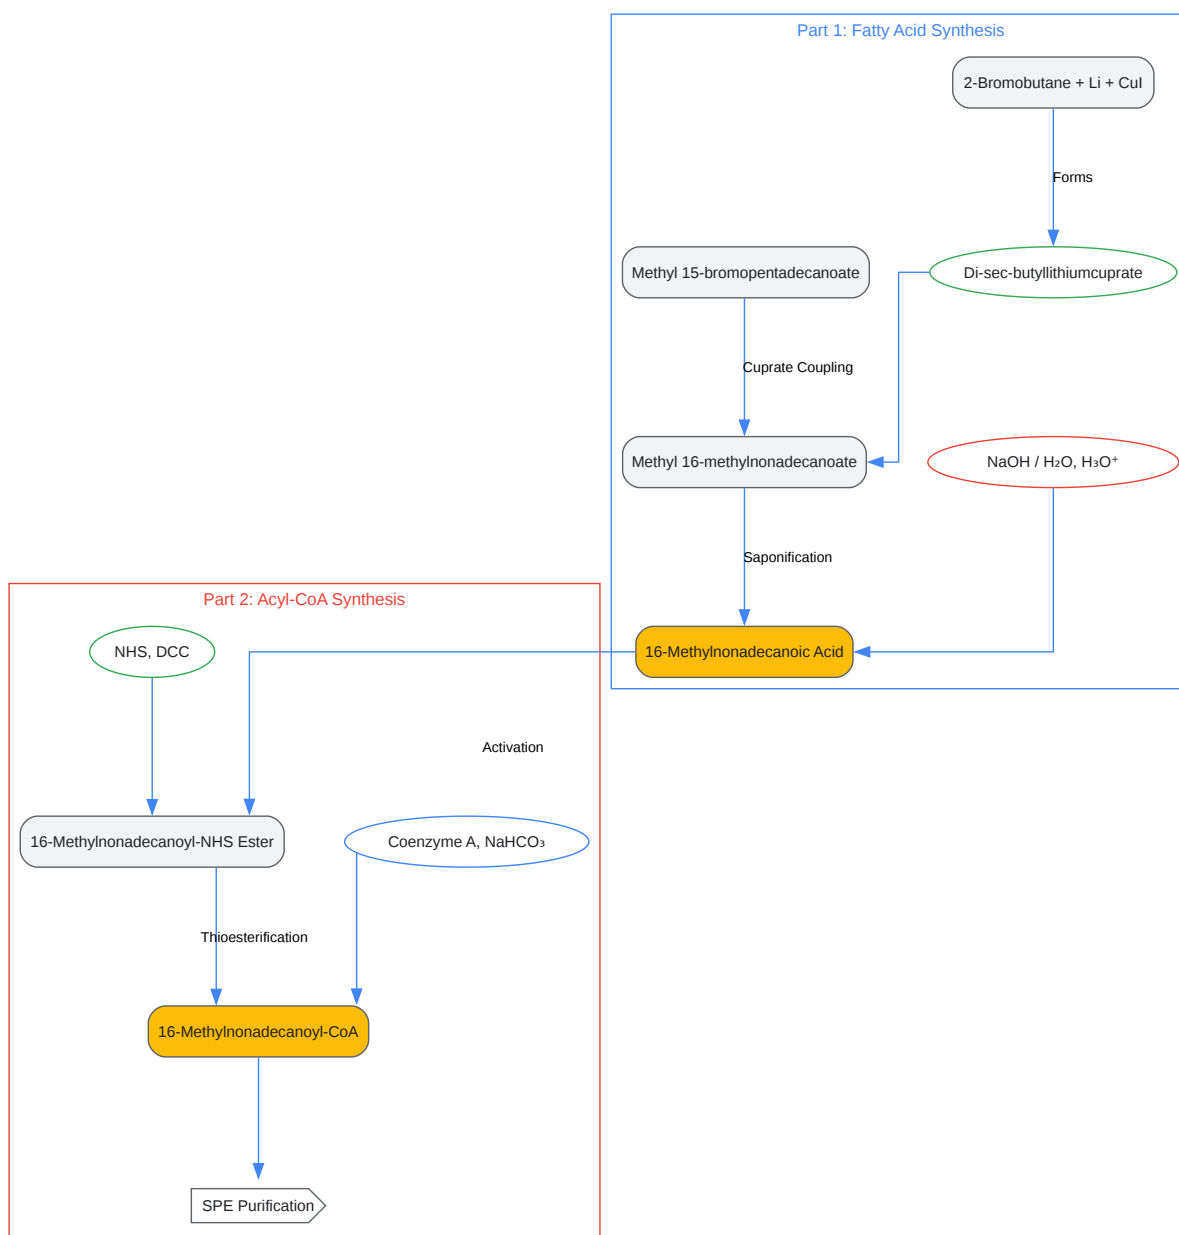 Part 1: Fatty Acid Synthesis
2-Bromobutane + Li + CuI
Forms
Methyl 15-bromopentadecanoate
Di-sec-butyllithiumcuprate
Cuprate Coupling
Methyl 16-methylnonadecanoate
NaOH / H₂O, H₃O⁺
Saponification
16-Methylnonadecanoic Acid
Part 2: Acyl-CoA Synthesis
NHS, DCC
Activation
16-Methylnonadecanoyl-NHS Ester
Coenzyme A, NaHCO₃
Thioesterification
16-Methylnonadecanoyl-CoA
SPE Purification